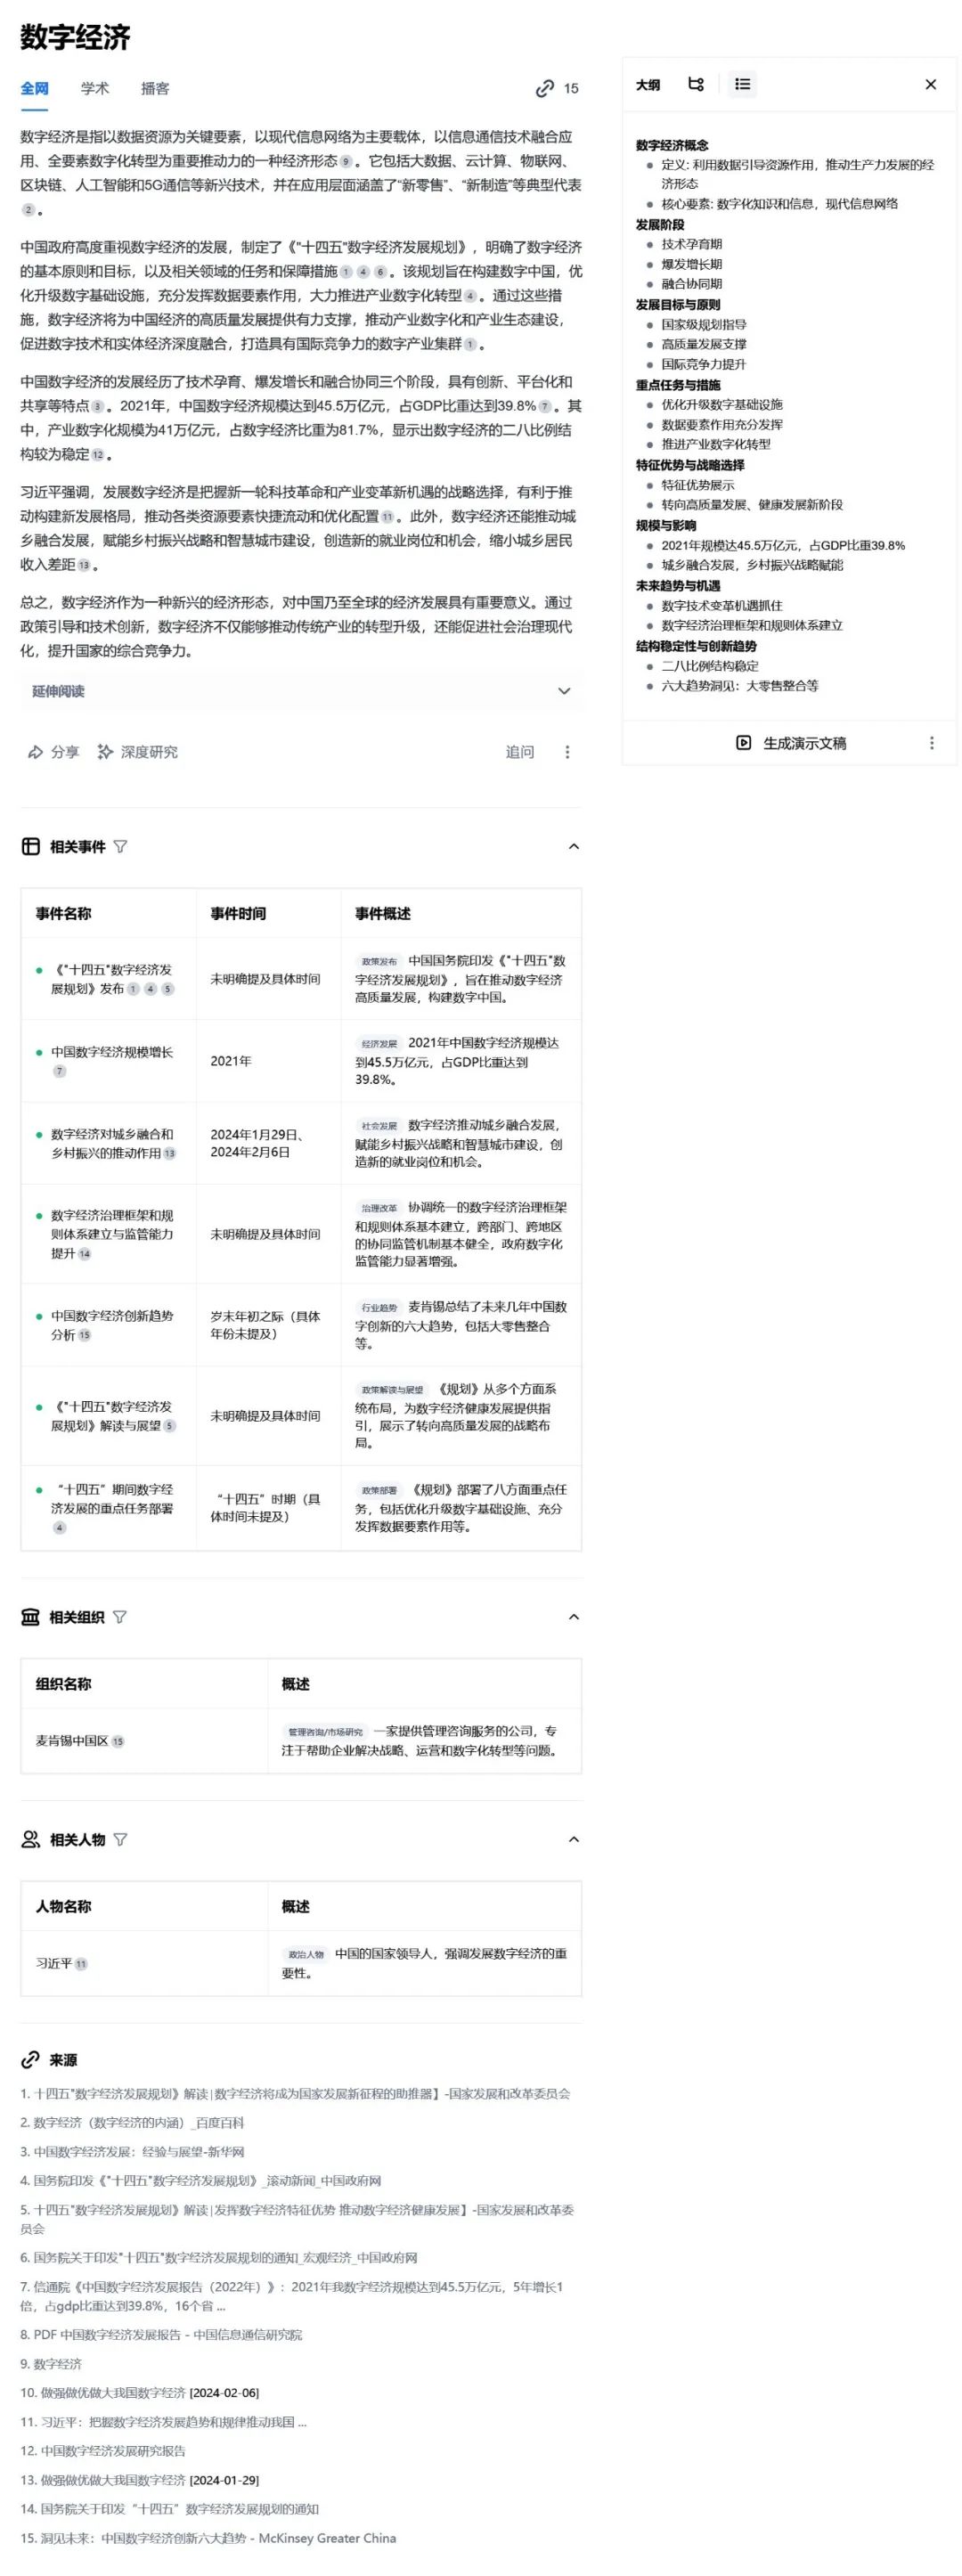 数字经济
全网 学术 播客 15
数字经济是指以数据资源为关键要素，以现代信息网络为主要载体，以信息通信技术融合应
用、全要素数字化转型为重要推动力的一种经济形态 9 。它包括大数据、云计算、物联网、
区块链、人工智能和5G通信等新兴技术，并在应用层面涵盖了“新零售”、“新制造”等典型代表
2 。
中国政府高度重视数字经济的发展，制定了《"十四五"数字经济发展规划》，明确了数字经济
的基本原则和目标，以及相关领域的任务和保障措施 1 4 6 。该规划旨在构建数字中国，优
化升级数字基础设施，充分发挥数据要素作用，大力推进产业数字化转型 4 。通过这些措
施，数字经济将为中国经济的高质量发展提供有力支撑，推动产业数字化和产业生态建设，
促进数字技术和实体经济深度融合，打造具有国际竞争力的数字产业集群 1 。
中国数字经济的发展经历了技术孕育、爆发增长和融合协同三个阶段，具有创新、平台化和
共享等特点 3 。2021年，中国数字经济规模达到45.5万亿元，占GDP比重达到39.8% 7 。其
中，产业数字化规模为41万亿元，占数字经济比重为81.7%，显示出数字经济的二八比例结
构较为稳定 12 。
习近平强调，发展数字经济是把握新一轮科技革命和产业变革新机遇的战略选择，有利于推
动构建新发展格局，推动各类资源要素快捷流动和优化配置 11 。此外，数字经济还能推动城
乡融合发展，赋能乡村振兴战略和智慧城市建设，创造新的就业岗位和机会，缩小城乡居民
收入差距 13 。
总之，数字经济作为一种新兴的经济形态，对中国乃至全球的经济发展具有重要意义。通过
政策引导和技术创新，数字经济不仅能够推动传统产业的转型升级，还能促进社会治理现代
化，提升国家的综合竞争力。
延伸阅读
分享 深度研究 追问
大纲
数字经济概念
定义: 利用数据引导资源作用，推动生产力发展的经
济形态
核心要素: 数字化知识和信息，现代信息网络
发展阶段
技术孕育期
爆发增长期
融合协同期
发展目标与原则
国家级规划指导
高质量发展支撑
国际竞争力提升
重点任务与措施
优化升级数字基础设施
数据要素作用充分发挥
推进产业数字化转型
特征优势与战略选择
特征优势展示
转向高质量发展、健康发展新阶段
规模与影响
2021年规模达45.5万亿元，占GDP比重39.8%
城乡融合发展，乡村振兴战略赋能
未来趋势与机遇
数字技术变革机遇抓住
数字经济治理框架和规则体系建立
结构稳定性与创新趋势
二八比例结构稳定
六大趋势洞见：大零售整合等
生成演示文稿
相关事件
事件名称 事件时间 事件概述
《"十四五"数字经济发
展规划》发布 1 4 5
未明确提及具体时间
政策发布 中国国务院印发《"十四五"数
字经济发展规划》，旨在推动数字经济
高质量发展，构建数字中国。
中国数字经济规模增长
7
2021年
经济发展 2021年中国数字经济规模达
到45.5万亿元，占GDP比重达到
39.8%。
数字经济对城乡融合和
乡村振兴的推动作用 13
2024年1月29日、
2024年2月6日
社会发展 数字经济推动城乡融合发展，
赋能乡村振兴战略和智慧城市建设，创
造新的就业岗位和机会。
数字经济治理框架和规
则体系建立与监管能力
提升 14
未明确提及具体时间
治理改革 协调统一的数字经济治理框架
和规则体系基本建立，跨部门、跨地区
的协同监管机制基本健全，政府数字化
监管能力显著增强。
中国数字经济创新趋势
分析 15
岁末年初之际（具体
年份未提及）
行业趋势 麦肯锡总结了未来几年中国数
字创新的六大趋势，包括大零售整合
等。
《"十四五"数字经济发
展规划》解读与展望 5
未明确提及具体时间
政策解读与展望 《规划》从多个方面系
统布局，为数字经济健康发展提供指
引，展示了转向高质量发展的战略布
局。
“十四五”期间数字经
济发展的重点任务部署
4
“十四五”时期（具
体时间未提及）
政策部署 《规划》部署了八方面重点任
务，包括优化升级数字基础设施、充分
发挥数据要素作用等。
相关组织
组织名称 概述
麦肯锡中国区 15
管理咨询/市场研究 一家提供管理咨询服务的公司，专
注于帮助企业解决战略、运营和数字化转型等问题。
相关人物
人物名称 概述
习近平 11
政治人物 中国的国家领导人，强调发展数字经济的重
要性。
来源
1. 十四五"数字经济发展规划》解读|数字经济将成为国家发展新征程的助推器】-国家发展和改革委员会
2. 数字经济（数字经济的内涵）_百度百科
3. 中国数字经济发展：经验与展望-新华网
4. 国务院印发《"十四五"数字经济发展规划》_滚动新闻_中国政府网
5. 十四五"数字经济发展规划》解读|发挥数字经济特征优势 推动数字经济健康发展】-国家发展和改革委
员会
6. 国务院关于印发"十四五"数字经济发展规划的通知_宏观经济_中国政府网
7. 信通院《中国数字经济发展报告（2022年）》：2021年我数字经济规模达到45.5万亿元，5年增长1
倍，占gdp比重达到39.8%，16个省 ...
8. PDF 中国数字经济发展报告 - 中国信息通信研究院
9. 数字经济
10. 做强做优做大我国数字经济 [2024-02-06]
11. 习近平：把握数字经济发展趋势和规律推动我国 ...
12. 中国数字经济发展研究报告
13. 做强做优做大我国数字经济 [2024-01-29]
14. 国务院关于印发“十四五”数字经济发展规划的通知
15. 洞见未来：中国数字经济创新六大趋势 - McKinsey Greater China